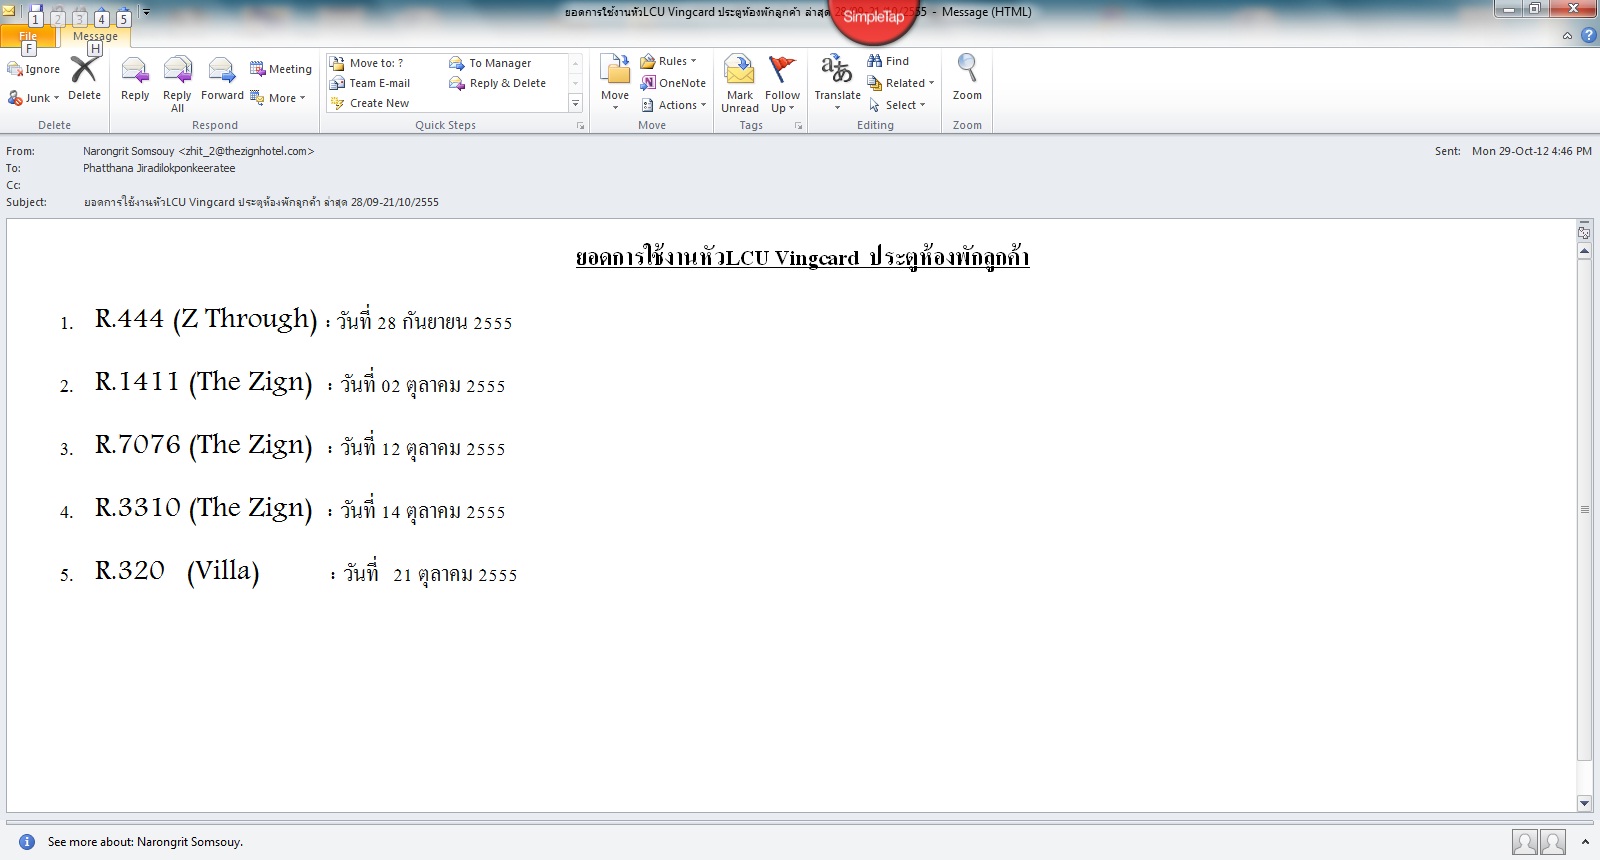 ยอดการใช้งานหัวLCU Vingcard ประตูห้องพักลูกค้า ล่าสุด 28/09-21/10/2555 - Message (HTML)
SimpleTap
1 2 3 4 5
File Message
F H
Ignore
Junk
Delete
Delete
Reply
Reply All
Forward
Meeting
More
Respond
Move to: ?
Team E-mail
Create New
To Manager
Reply & Delete
Quick Steps
Move
Rules
OneNote
Actions
Move
Mark Unread
Follow Up
Tags
Translate
Find
Related
Select
Editing
Zoom
Zoom
From: Narongrit Somsouy <zhit_2@thezignhotel.com>
Sent: Mon 29-Oct-12 4:46 PM
To: Phatthana Jiradilokponkeeratee
Cc:
Subject: ยอดการใช้งานหัวLCU Vingcard ประตูห้องพักลูกค้า ล่าสุด 28/09-21/10/2555
ยอดการใช้งานหัวLCU Vingcard ประตูห้องพักลูกค้า
1. R.444 (Z Through) : วันที่ 28 กันยายน 2555
2. R.1411 (The Zign) : วันที่ 02 ตุลาคม 2555
3. R.7076 (The Zign) : วันที่ 12 ตุลาคม 2555
4. R.3310 (The Zign) : วันที่ 14 ตุลาคม 2555
5. R.320 (Villa) : วันที่ 21 ตุลาคม 2555
See more about: Narongrit Somsouy.